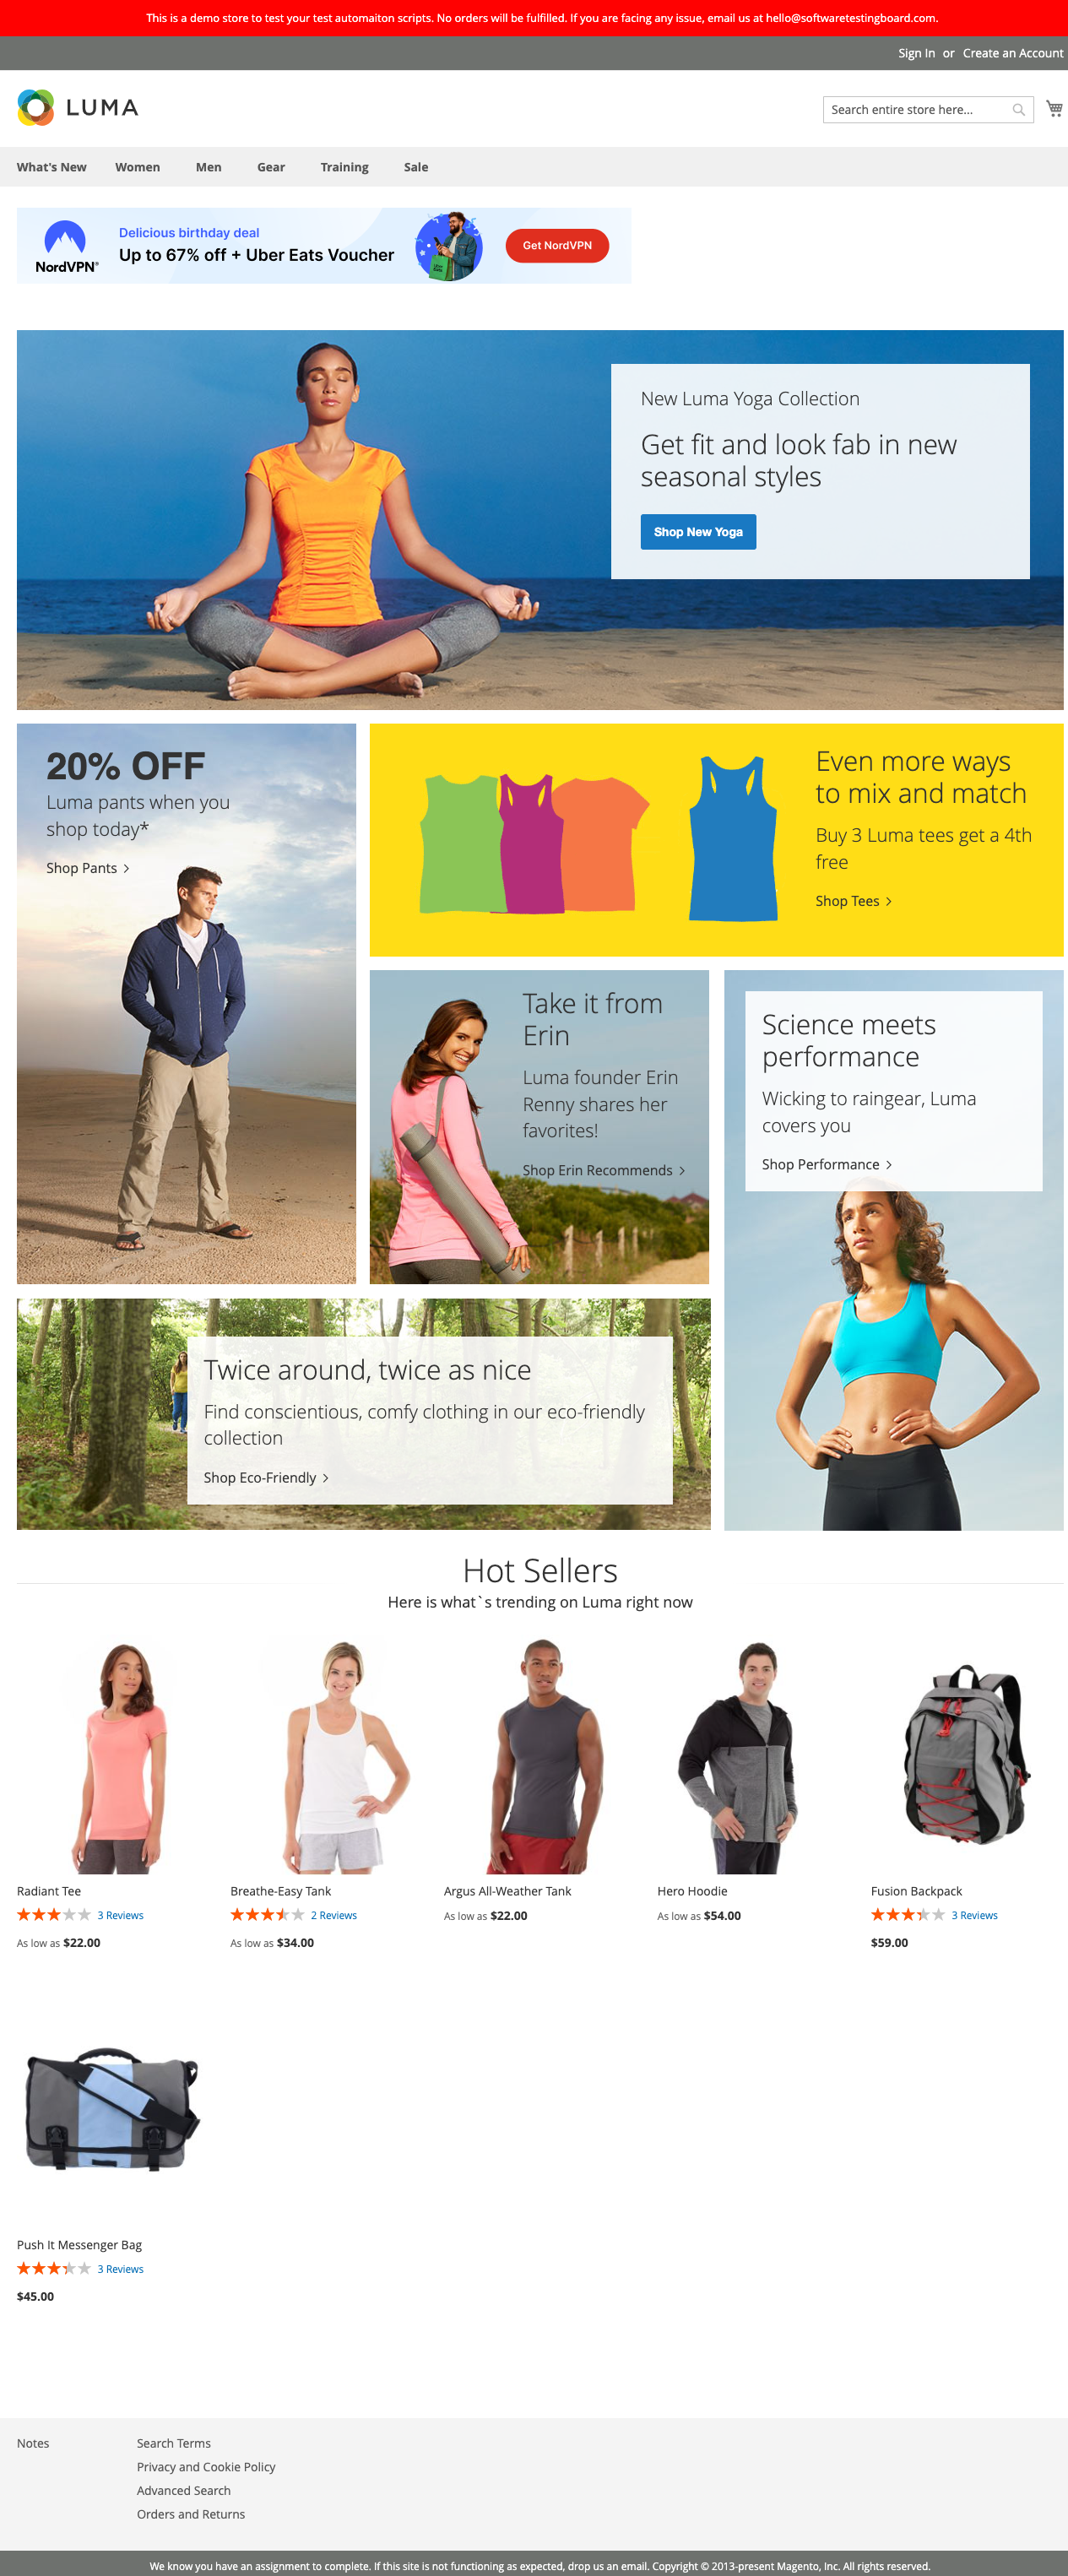 This is a demo store to test your test automaiton scripts. No orders will be fulfilled. If you are facing any issue, email us at hello@softwaretestingboard.com.
Sign In or Create an Account
LUMA
Search entire store here...
What's New Women Men Gear Training Sale
NordVPN®
Delicious birthday deal
Up to 67% off + Uber Eats Voucher
Get NordVPN
New Luma Yoga Collection
Get fit and look fab in new
seasonal styles
Shop New Yoga
20% OFF
Luma pants when you
shop today*
Shop Pants
Even more ways
to mix and match
Buy 3 Luma tees get a 4th
free
Shop Tees
Take it from
Erin
Luma founder Erin
Renny shares her
favorites!
Shop Erin Recommends
Science meets
performance
Wicking to raingear, Luma
covers you
Shop Performance
Twice around, twice as nice
Find conscientious, comfy clothing in our eco-friendly
collection
Shop Eco-Friendly
Hot Sellers
Here is what`s trending on Luma right now
Radiant Tee
3 Reviews
As low as $22.00
Breathe-Easy Tank
2 Reviews
As low as $34.00
Argus All-Weather Tank
As low as $22.00
Hero Hoodie
As low as $54.00
Fusion Backpack
3 Reviews
$59.00
Push It Messenger Bag
3 Reviews
$45.00
Notes
Search Terms
Privacy and Cookie Policy
Advanced Search
Orders and Returns
We know you have an assignment to complete. If this site is not functioning as expected, drop us an email. Copyright © 2013-present Magento, Inc. All rights reserved.